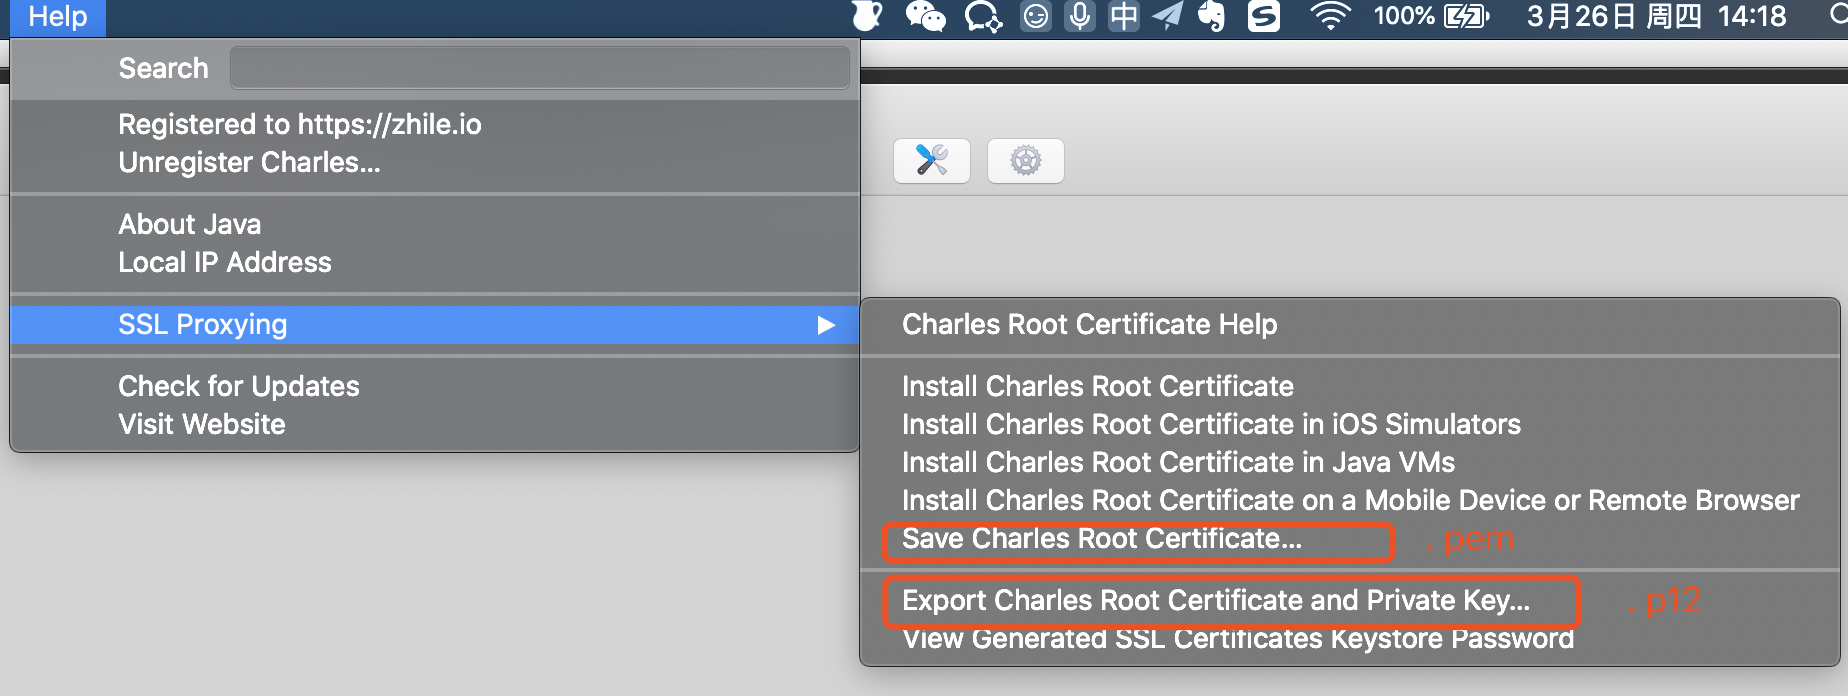 Help 中 100% 3月26日 周四 14:18
Search
Registered to https://zhile.io
Unregister Charles...
About Java
Local IP Address
SSL Proxying
Check for Updates
Visit Website
Charles Root Certificate Help
Install Charles Root Certificate
Install Charles Root Certificate in iOS Simulators
Install Charles Root Certificate in Java VMs
Install Charles Root Certificate on a Mobile Device or Remote Browser
Save Charles Root Certificate... . pem
Export Charles Root Certificate and Private Key... . p12
View Generated SSL Certificates Keystore Password